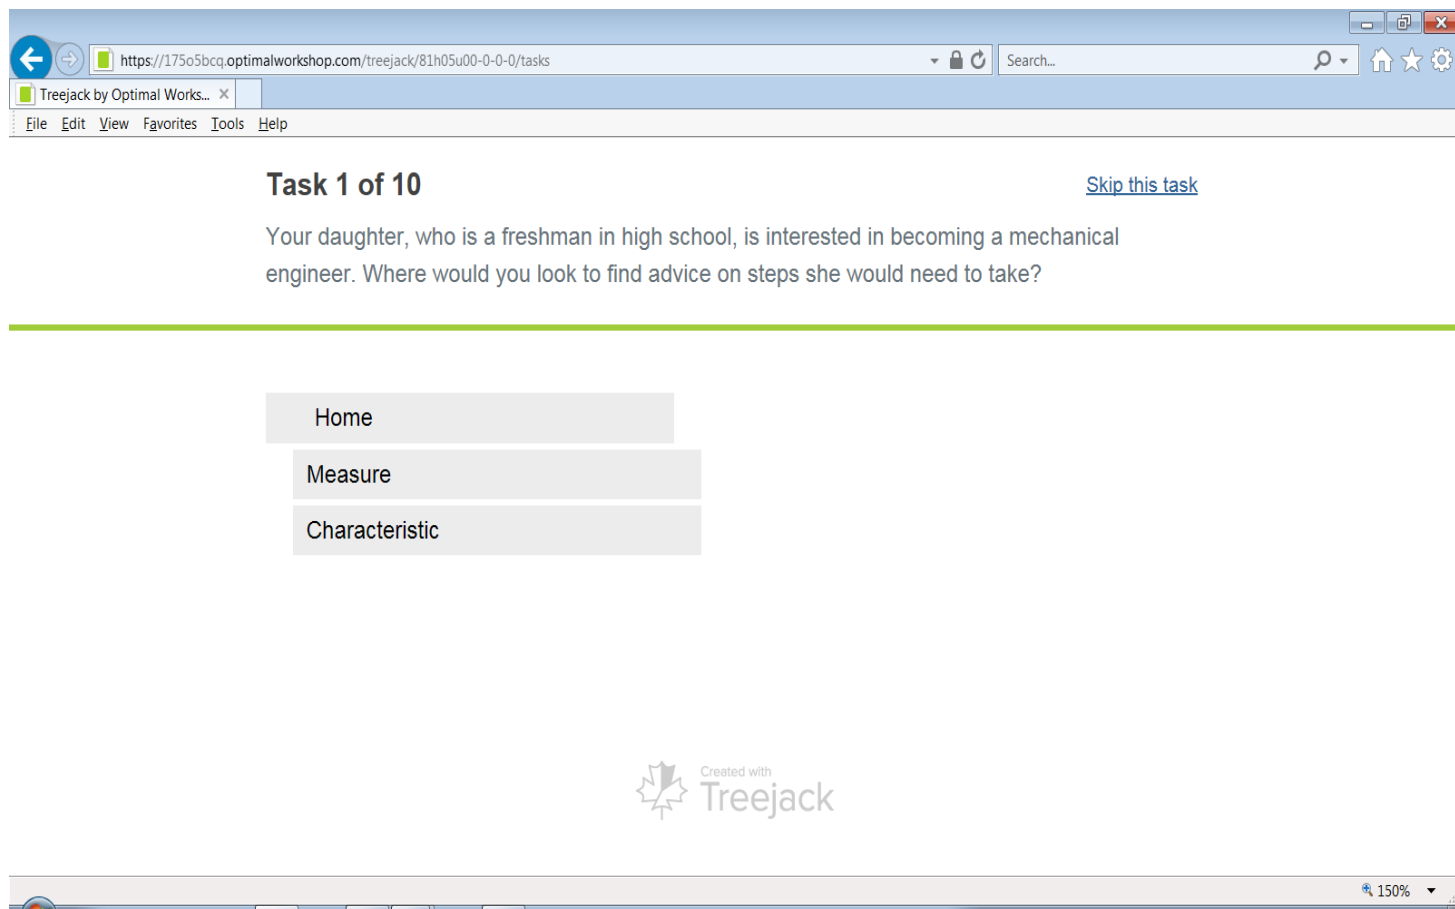 https://175o5bcq.optimalworkshop.com/treejack/81h05u00-0-0-0/tasks
Search...
Treejack by Optimal Works...
File Edit View Favorites Tools Help
Task 1 of 10
Skip this task
Your daughter, who is a freshman in high school, is interested in becoming a mechanical
engineer. Where would you look to find advice on steps she would need to take?
Home
Measure
Characteristic
Created with
Treejack
150%